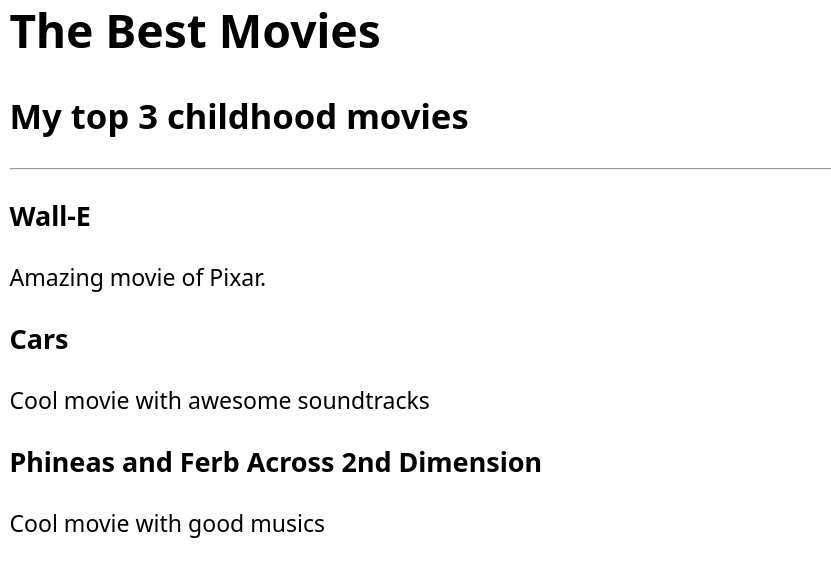 The Best Movies
My top 3 childhood movies
Wall-E
Amazing movie of Pixar.
Cars
Cool movie with awesome soundtracks
Phineas and Ferb Across 2nd Dimension
Cool movie with good musics